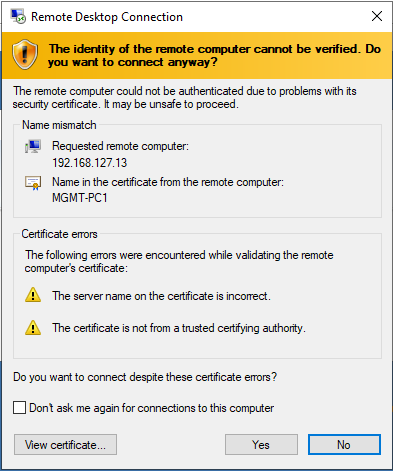 Remote Desktop Connection
The identity of the remote computer cannot be verified. Do
you want to connect anyway?
The remote computer could not be authenticated due to problems with its
security certificate. It may be unsafe to proceed.
Name mismatch
Requested remote computer:
192.168.127.13
Name in the certificate from the remote computer:
MGMT-PC1
Certificate errors
The following errors were encountered while validating the remote
computer's certificate:
The server name on the certificate is incorrect.
The certificate is not from a trusted certifying authority.
Do you want to connect despite these certificate errors?
Don't ask me again for connections to this computer
View certificate...
Yes
No